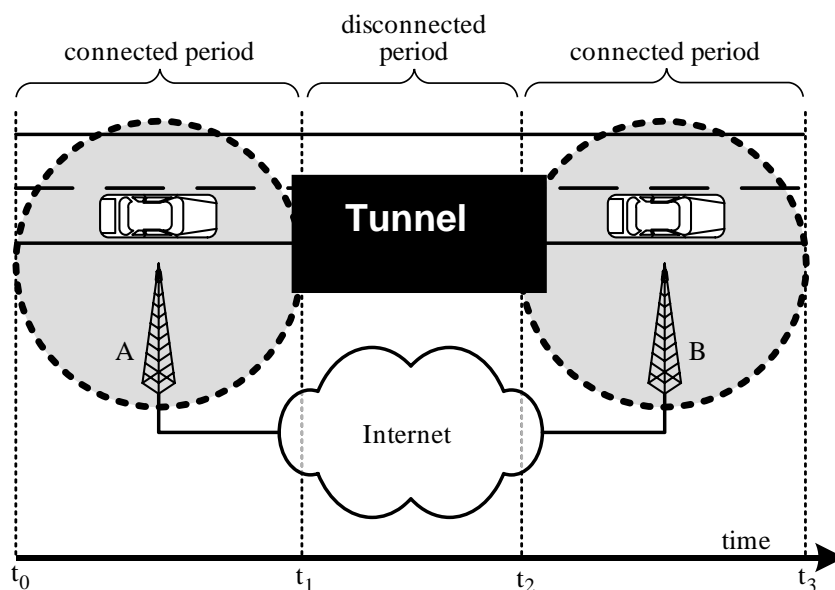 disconnected
connected period
period
connected period
Tunnel
A
B
Internet
time
t0
t1
t2
t3